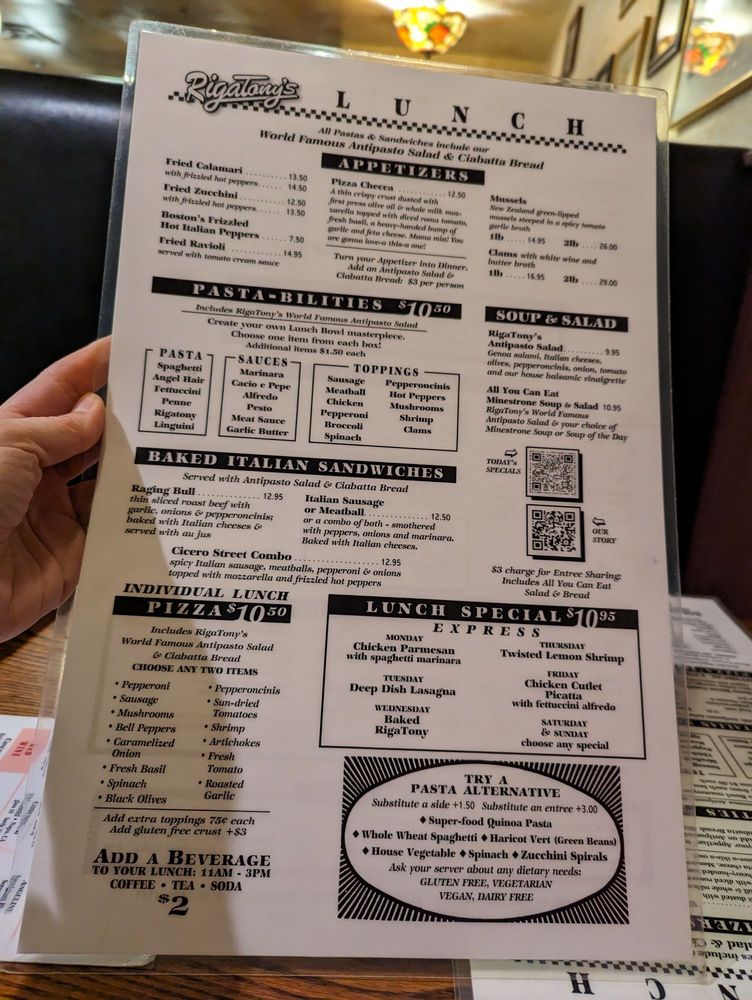 RigaTony's
LUNCH
All Pastas & Sandwiches include our
World Famous Antipasto Salad & Ciabatta Bread
APPETIZERS
Fried Calamari .......... 13.50
with frizzled hot peppers....... 14.50
Fried Zucchini .......... 12.50
with frizzled hot peppers....... 13.50
Boston's Frizzled
Hot Italian Peppers ..... 7.50
Fried Ravioli ............ 14.95
served with tomato cream sauce
Pizza Checca .............. 12.50
A thin crispy crust dusted with
first press olive oil & whole milk moz-
zarella topped with diced roma tomato,
fresh basil, a heavy-handed bump of
garlic and feta cheese. Mama mia! You
are gonna love-a this-a one!
Turn your Appetizer into Dinner.
Add an Antipasto Salad &
Ciabatta Bread: $3 per person
Mussels
New Zealand green-lipped
mussels steeped in a spicy tomato
garlic broth
1lb ..... 14.95 2lb .... 26.00
Clams with white wine and
butter broth
1lb ..... 16.95 2lb .... 29.00
PASTA-BILITIES $10.50
Includes RigaTony's World Famous Antipasto Salad
Create your own Lunch Bowl masterpiece.
Choose one item from each box!
Additional items $1.50 each
PASTA
Spaghetti
Angel Hair
Fettuccini
Penne
Rigatony
Linguini
SAUCES
Marinara
Cacio e Pepe
Alfredo
Pesto
Meat Sauce
Garlic Butter
TOPPINGS
Sausage
Meatball
Chicken
Pepperoni
Broccoli
Spinach
Pepperoncinis
Hot Peppers
Mushrooms
Shrimp
Clams
SOUP & SALAD
RigaTony's
Antipasto Salad .......... 9.95
Genoa salami, Italian cheeses,
olives, pepperoncinis, onion, tomato
and our house balsamic vinaigrette
All You Can Eat
Minestrone Soup & Salad 10.95
RigaTony's World Famous
Antipasto Salad & your choice of
Minestrone Soup or Soup of the Day
TODAY'S
SPECIALS
OUR
STORY
$3 charge for Entree Sharing:
Includes All You Can Eat
Salad & Bread
BAKED ITALIAN SANDWICHES
Served with Antipasto Salad & Ciabatta Bread
Raging Bull ................ 12.95
thin sliced roast beef with
garlic, onions & pepperoncinis;
baked with Italian cheeses &
served with au jus
Italian Sausage
or Meatball ................ 12.50
or a combo of both - smothered
with peppers, onions and marinara.
Baked with Italian cheeses.
Cicero Street Combo ...................... 12.95
spicy Italian sausage, meatballs, pepperoni & onions
topped with mozzarella and frizzled hot peppers
INDIVIDUAL LUNCH
PIZZA $10.50
Includes RigaTony's
World Famous Antipasto Salad
& Ciabatta Bread
CHOOSE ANY TWO ITEMS
• Pepperoni
• Sausage
• Mushrooms
• Bell Peppers
• Caramelized
Onion
• Fresh Basil
• Spinach
• Black Olives
• Pepperoncinis
• Sun-dried
Tomatoes
• Shrimp
• Artichokes
• Fresh
Tomato
• Roasted
Garlic
Add extra toppings 75¢ each
Add gluten free crust +$3
ADD A BEVERAGE
TO YOUR LUNCH: 11AM - 3PM
COFFEE • TEA • SODA
$2
LUNCH SPECIAL $10.95
EXPRESS
MONDAY
Chicken Parmesan
with spaghetti marinara
TUESDAY
Deep Dish Lasagna
WEDNESDAY
Baked
RigaTony
THURSDAY
Twisted Lemon Shrimp
FRIDAY
Chicken Cutlet
Picatta
with fettuccini alfredo
SATURDAY
& SUNDAY
choose any special
TRY A
PASTA ALTERNATIVE
Substitute a side +1.50 Substitute an entree +3.00
♦ Super-food Quinoa Pasta
♦ Whole Wheat Spaghetti ♦ Haricot Vert (Green Beans)
♦ House Vegetable ♦ Spinach ♦ Zucchini Spirals
Ask your server about any dietary needs:
GLUTEN FREE, VEGETARIAN
VEGAN, DAIRY FREE